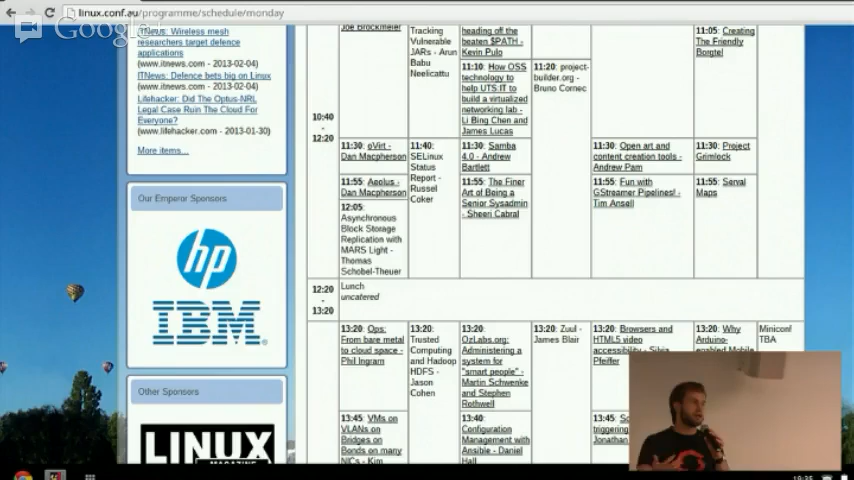 linux.conf.au/programme/schedule/monday
Google+
ITNews: Wireless mesh
researchers target defence
applications
(www.itnews.com - 2013-02-04)
ITNews: Defence bets big on Linux
(www.itnews.com - 2013-02-04)
Lifehacker: Did The Optus-NRL
Legal Case Ruin The Cloud For
Everyone?
(www.lifehacker.com - 2013-01-30)
More items...
Our Emperor Sponsors
hp
IBM
Other Sponsors
LINUX
MAGAZINE
10:40
-
12:20
Joe Brockmeier
11:30: oVirt -
Dan Macpherson
11:55: Aeolus -
Dan Macpherson
12:05:
Asynchronous
Block Storage
Replication with
MARS Light -
Thomas
Schobel-Theuer
Tracking
Vulnerable
JARs - Arun
Babu
Neelicattu
11:40:
SELinux
Status
Report -
Russel
Coker
heading off the
beaten $PATH -
Kevin Pulo
11:10: How OSS
technology to
help UTS:IT to
build a virtualized
networking lab -
Li Bing Chen and
James Lucas
11:30:
Samba
4.0 - Andrew
Bartlett
11:55: The Finer
Art of Being a
Senior Sysadmin
- Sheeri Cabral
11:20: project-
builder.org -
Bruno Cornec
11:30: Open art and
content creation tools -
Andrew Pam
11:55: Fun with
GStreamer Pipelines! -
Tim Ansell
11:05: Creating
The Friendly
Borgtel
11:30: Project
Grimlock
11:55: Serval
Maps
12:20
-
13:20
Lunch
uncatered
13:20: Ops:
From bare metal
to cloud space -
Phil Ingram
13:45: VMs on
VLANs on
Bridges on
Bonds on many
NICs - Kim
13:20:
Trusted
Computing
and Hadoop
HDFS -
Jason
Cohen
13:20:
OzLabs.org:
Administering a
system for
"smart people" -
Martin Schwenke
and Stephen
Rothwell
13:40:
Configuration
Management with
Ansible - Daniel
Hall
13:20: Zuul -
James Blair
13:20: Browsers and
HTML5 video
accessibility - Silvia
Pfeiffer
13:45:
triggering
Jonathan
13:20: Why
Arduino-
enabled Mobile
Miniconf
TBA